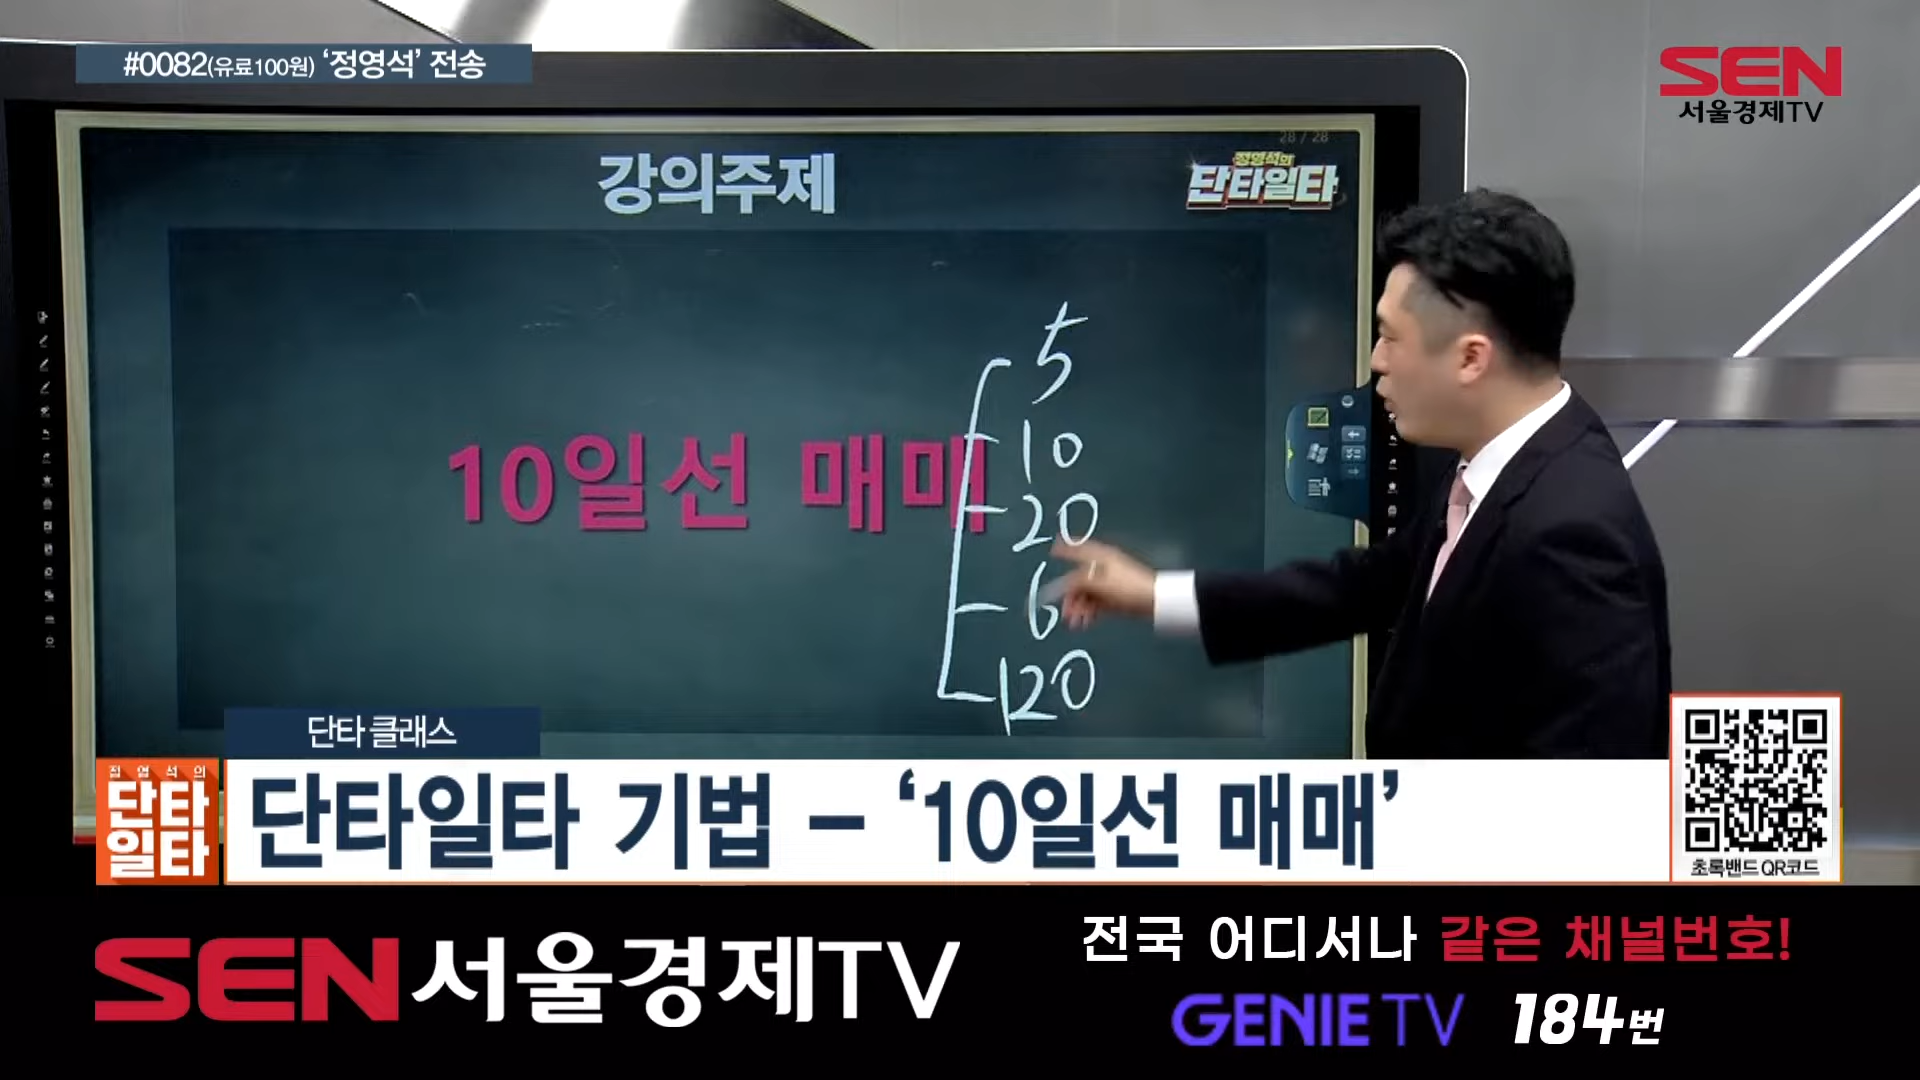 #0082(유료100원) '정영석' 전송
SEN
서울경제TV
28 / 28
강의주제
정영석의
단타일타
10일선 매매
5
10
20
6
120
단타 클래스
정영석의
단타
일타
단타일타 기법 - '10일선 매매'
초록밴드 QR코드
SEN서울경제TV
전국 어디서나 같은 채널번호!
GENIE TV 184번